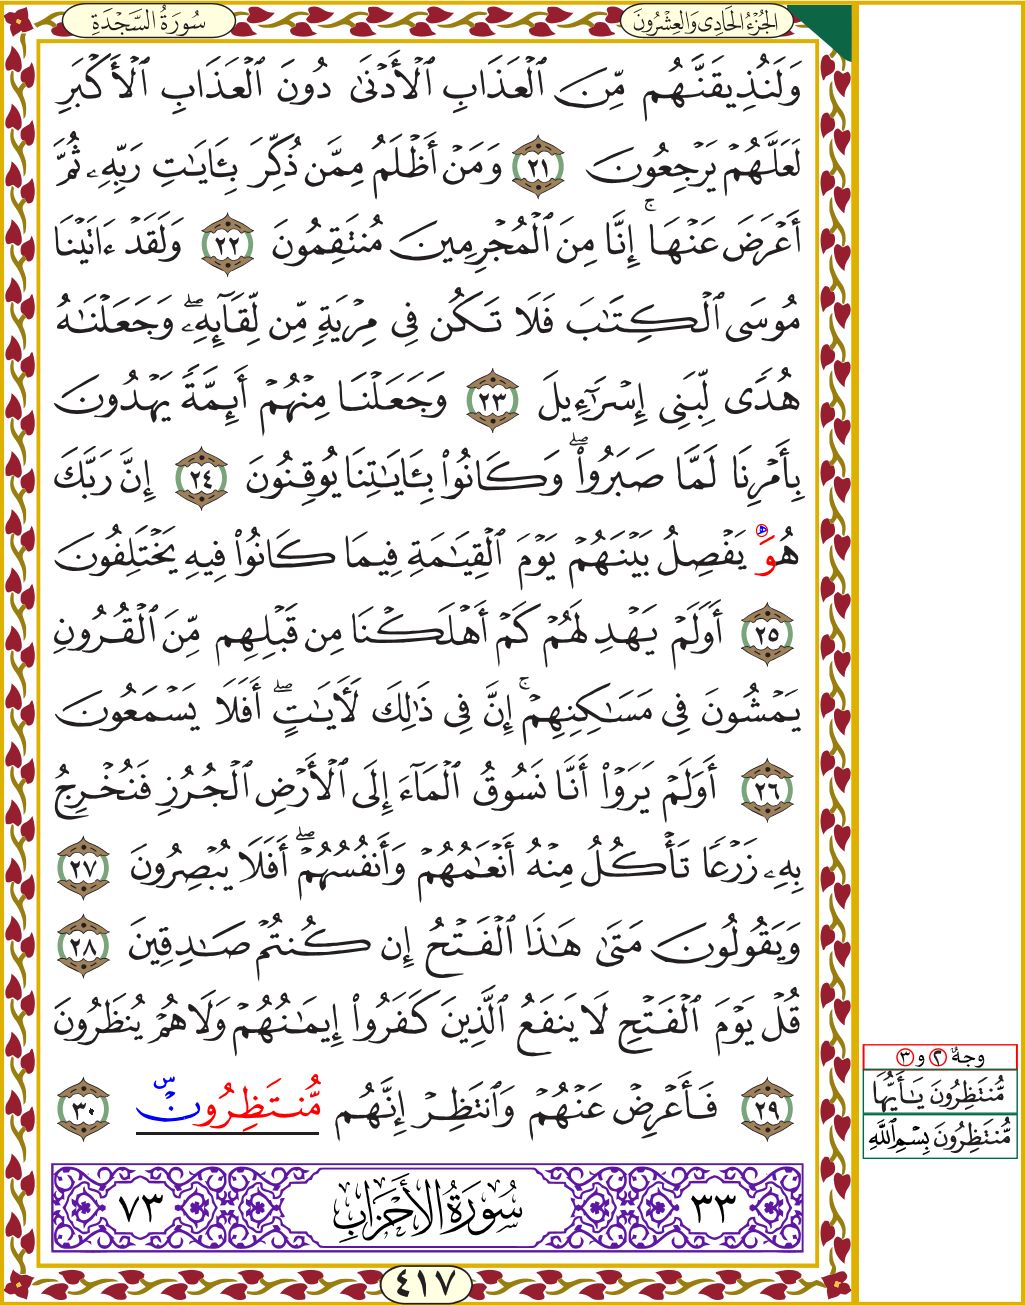 سُورَةُ السَّجْدَةِ
الجُزْءُ الحَادِى وَالعِشْرُونَ
وَلَنُذِيقَنَّهُم مِّنَ ٱلْعَذَابِ ٱلْأَدْنَىٰ دُونَ ٱلْعَذَابِ ٱلْأَكْبَرِ
لَعَلَّهُمْ يَرْجِعُونَ ٢١ وَمَنْ أَظْلَمُ مِمَّن ذُكِّرَ بِـَٔايَـٰتِ رَبِّهِۦ ثُمَّ
أَعْرَضَ عَنْهَآ ۚ إِنَّا مِنَ ٱلْمُجْرِمِينَ مُنتَقِمُونَ ٢٢ وَلَقَدْ ءَاتَيْنَا
مُوسَى ٱلْكِتَـٰبَ فَلَا تَكُن فِى مِرْيَةٍ مِّن لِّقَآئِهِۦ ۖ وَجَعَلْنَـٰهُ
هُدًى لِّبَنِى إِسْرَٰٓءِيلَ ٢٣ وَجَعَلْنَا مِنْهُمْ أَئِمَّةً يَهْدُونَ
بِأَمْرِنَا لَمَّا صَبَرُوا۟ ۖ وَكَانُوا۟ بِـَٔايَـٰتِنَا يُوقِنُونَ ٢٤ إِنَّ رَبَّكَ
هُوَ يَفْصِلُ بَيْنَهُمْ يَوْمَ ٱلْقِيَـٰمَةِ فِيمَا كَانُوا۟ فِيهِ يَخْتَلِفُونَ
٢٥ أَوَلَمْ يَهْدِ لَهُمْ كَمْ أَهْلَكْنَا مِن قَبْلِهِم مِّنَ ٱلْقُرُونِ
يَمْشُونَ فِى مَسَـٰكِنِهِمْ ۚ إِنَّ فِى ذَٰلِكَ لَـَٔايَـٰتٍ ۖ أَفَلَا يَسْمَعُونَ
٢٦ أَوَلَمْ يَرَوْا۟ أَنَّا نَسُوقُ ٱلْمَآءَ إِلَى ٱلْأَرْضِ ٱلْجُرُزِ فَنُخْرِجُ
بِهِۦ زَرْعًا تَأْكُلُ مِنْهُ أَنْعَـٰمُهُمْ وَأَنفُسُهُمْ ۖ أَفَلَا يُبْصِرُونَ ٢٧
وَيَقُولُونَ مَتَىٰ هَـٰذَا ٱلْفَتْحُ إِن كُنتُمْ صَـٰدِقِينَ ٢٨
قُلْ يَوْمَ ٱلْفَتْحِ لَا يَنفَعُ ٱلَّذِينَ كَفَرُوٓا۟ إِيمَـٰنُهُمْ وَلَا هُمْ يُنظَرُونَ
٢٩ فَأَعْرِضْ عَنْهُمْ وَٱنتَظِرْ إِنَّهُم مُّنتَظِرُونَ س ٣٠
٣٣ سُورَةُ الأَحْزَابِ ٧٣
٤١٧
وجه ٢ و ٣
مُّنتَظِرُونَ يَـٰٓأَيُّهَا
مُّنتَظِرُونَ بِسْمِ ٱللَّهِ